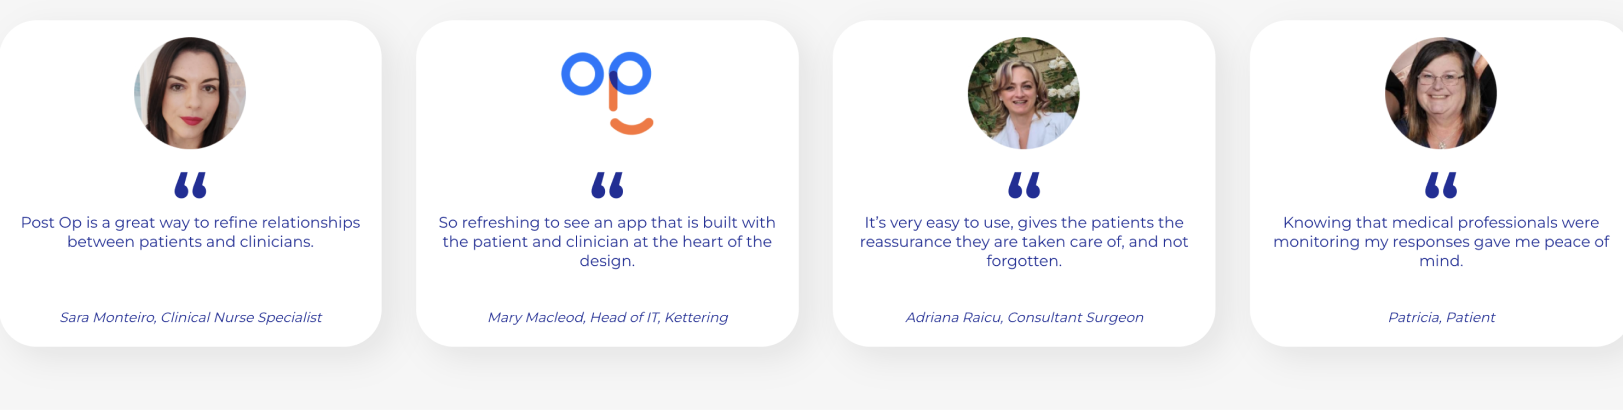 op
“
Post Op is a great way to refine relationships
between patients and clinicians.
Sara Monteiro, Clinical Nurse Specialist
“
So refreshing to see an app that is built with
the patient and clinician at the heart of the
design.
Mary Macleod, Head of IT, Kettering
“
It’s very easy to use, gives the patients the
reassurance they are taken care of, and not
forgotten.
Adriana Raicu, Consultant Surgeon
“
Knowing that medical professionals were
monitoring my responses gave me peace of
mind.
Patricia, Patient